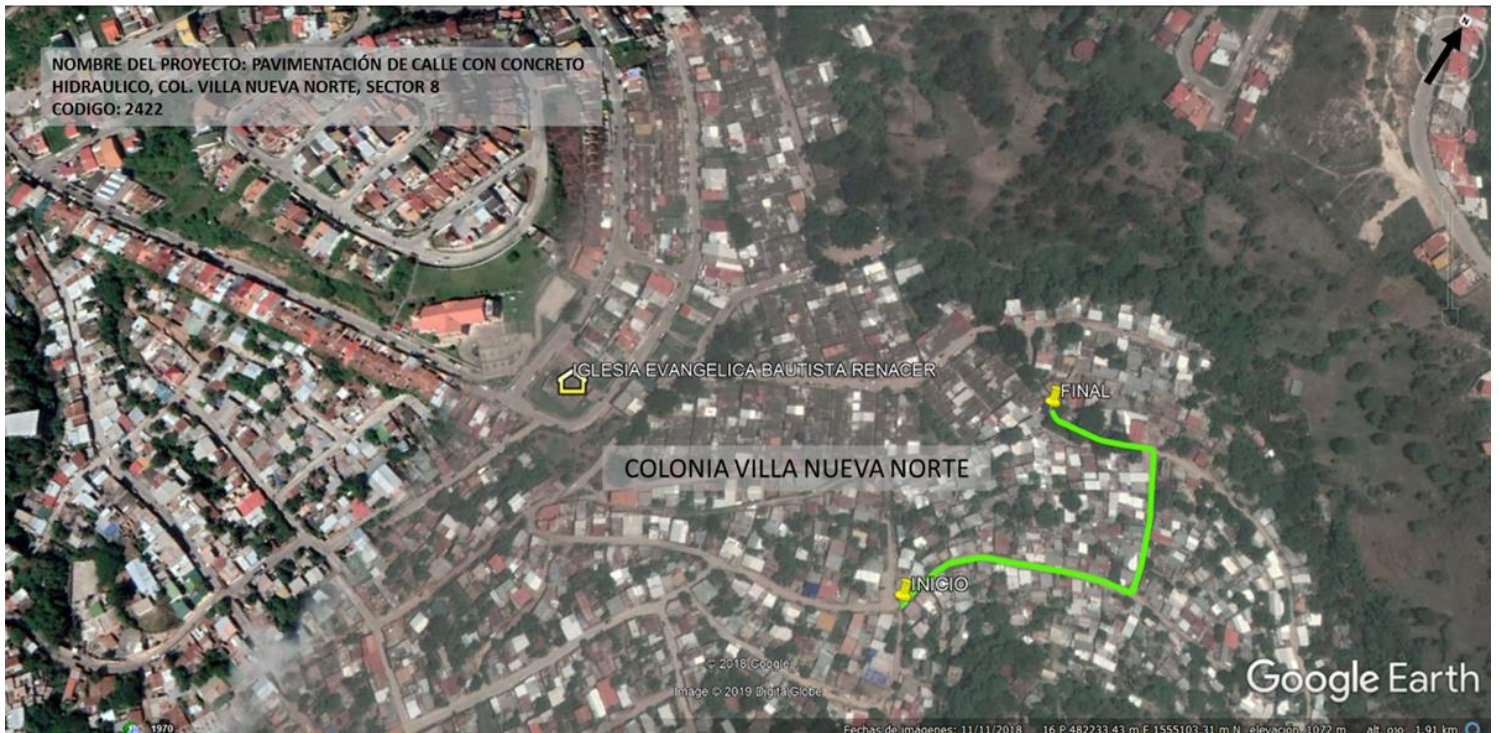 NOMBRE DEL PROYECTO: PAVIMENTACIÓN DE CALLE CON CONCRETO
HIDRAULICO, COL. VILLA NUEVA NORTE, SECTOR 8
CODIGO: 2422
N
IGLESIA EVANGELICA BAUTISTA RENACER
FINAL
COLONIA VILLA NUEVA NORTE
INICIO
© 2018 Google
Image © 2019 DigitalGlobe
Google Earth
1970
Fechas de imágenes: 11/11/2018 16 P 482233.43 m E 1555103.31 m N elevación 1072 m alt. ojo 1.91 km